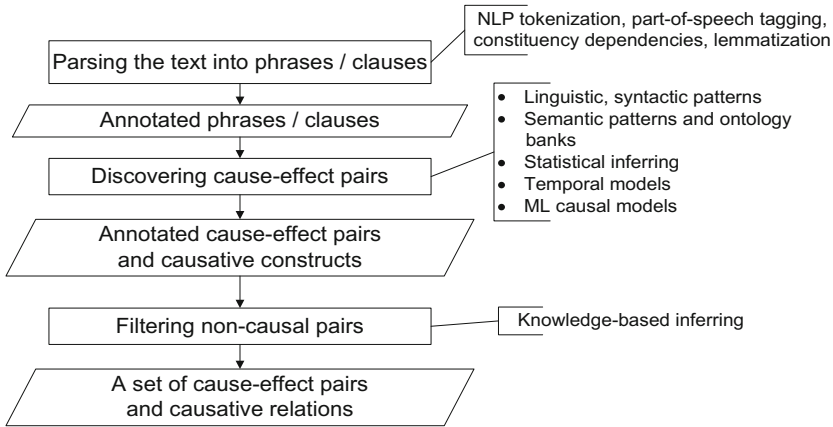 NLP tokenization, part-of-speech tagging,
constituency dependencies, lemmatization
Parsing the text into phrases / clauses
Annotated phrases / clauses
Discovering cause-effect pairs
• Linguistic, syntactic patterns
• Semantic patterns and ontology
banks
• Statistical inferring
• Temporal models
• ML causal models
Annotated cause-effect pairs
and causative constructs
Filtering non-causal pairs
Knowledge-based inferring
A set of cause-effect pairs
and causative relations